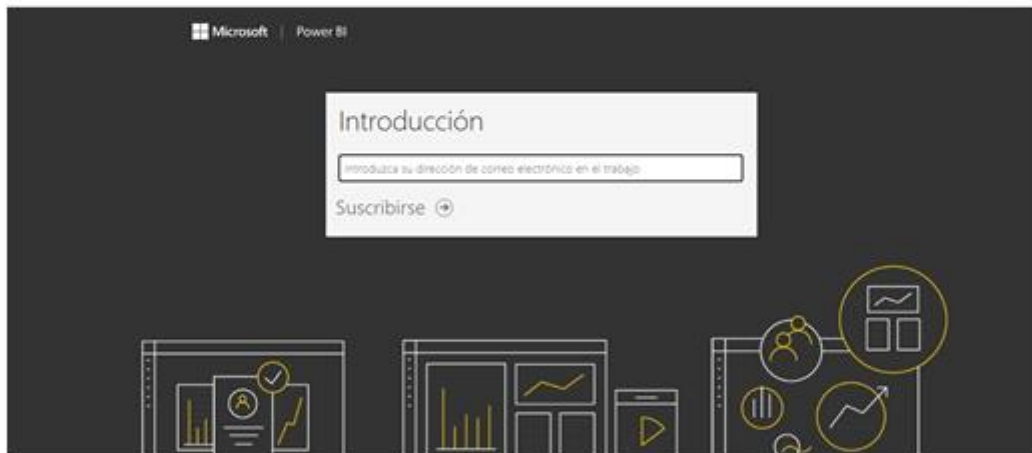 Microsoft | Power BI
Introducción
Introduzca su dirección de correo electrónico en el trabajo
Suscribirse